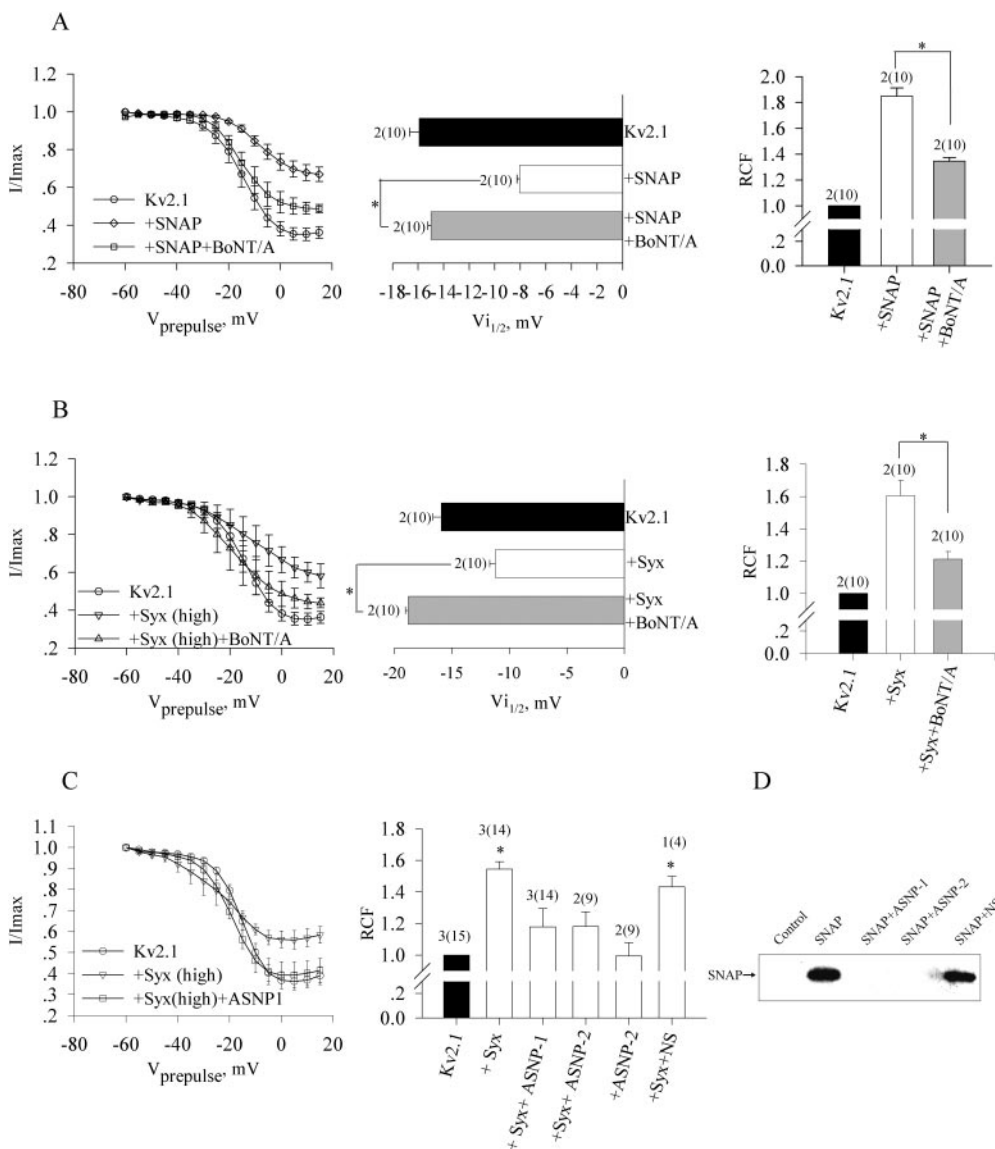 A
1.2
1.0
.8
.6
.4
.2
I/Imax
Kv2.1
+SNAP
+SNAP+BoNT/A
-80 -60 -40 -20 0 20
Vprepulse, mV
2(10)
Kv2.1
2(10)
+SNAP
*
2(10)
+SNAP
+BoNT/A
-18 -16 -14 -12 -10 -8 -6 -4 -2 0
Vi1/2, mV
2.0
1.8
1.6
1.4
1.2
1.0
.2
0.0
RCF
*
2(10)
2(10)
2(10)
Kv2.1
+SNAP
+SNAP
+BoNT/A
B
1.2
1.0
.8
.6
.4
.2
I/Imax
Kv2.1
+Syx (high)
+Syx (high)+BoNT/A
-80 -60 -40 -20 0 20
Vprepulse, mV
2(10)
Kv2.1
2(10)
+Syx
*
2(10)
+Syx
+BoNT/A
-20 -15 -10 -5 0
Vi1/2, mV
1.8
1.6
1.4
1.2
1.0
.2
0.0
RCF
*
2(10)
2(10)
2(10)
Kv2.1
+Syx
+Syx+BoNT/A
C
1.1
1.0
.9
.8
.7
.6
.5
.4
.3
.2
I/Imax
Kv2.1
+Syx (high)
+Syx(high)+ASNP1
-80 -60 -40 -20 0 20
Vprepulse, mV
1.8
1.6
1.4
1.2
1.0
.2
0.0
RCF
3(15)
3(14)
*
3(14)
2(9)
2(9)
1(4)
*
Kv2.1
+ Syx
+ Syx+ ASNP-1
+Syx+ ASNP-2
+ASNP-2
+Syx+NS
D
Control
SNAP
SNAP+ASNP-1
SNAP+ASNP-2
SNAP+NS
SNAP